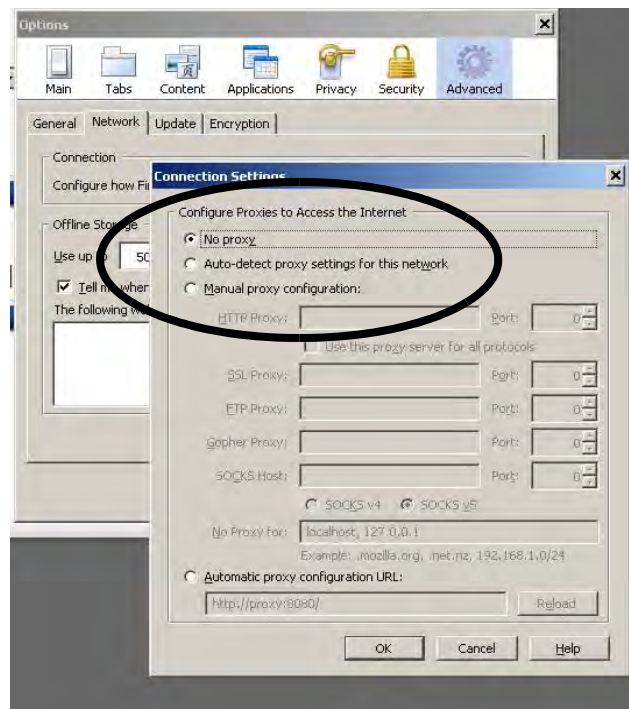 Options
Main Tabs Content Applications Privacy Security Advanced
General Network Update Encryption
Connection
Configure how Fi
Offline Storage
Use up to 50
Tell me when
The following we
Connection Settings
Configure Proxies to Access the Internet
No proxy
Auto-detect proxy settings for this network
Manual proxy configuration:
HTTP Proxy: Port: 0
Use this proxy server for all protocols
SSL Proxy: Port: 0
FTP Proxy: Port: 0
Gopher Proxy: Port: 0
SOCKS Host: Port: 0
SOCKS v4 SOCKS v5
No Proxy for: localhost, 127.0.0.1
Example: .mozilla.org, .net.nz, 192.168.1.0/24
Automatic proxy configuration URL:
http://proxy:8080/ Reload
OK Cancel Help